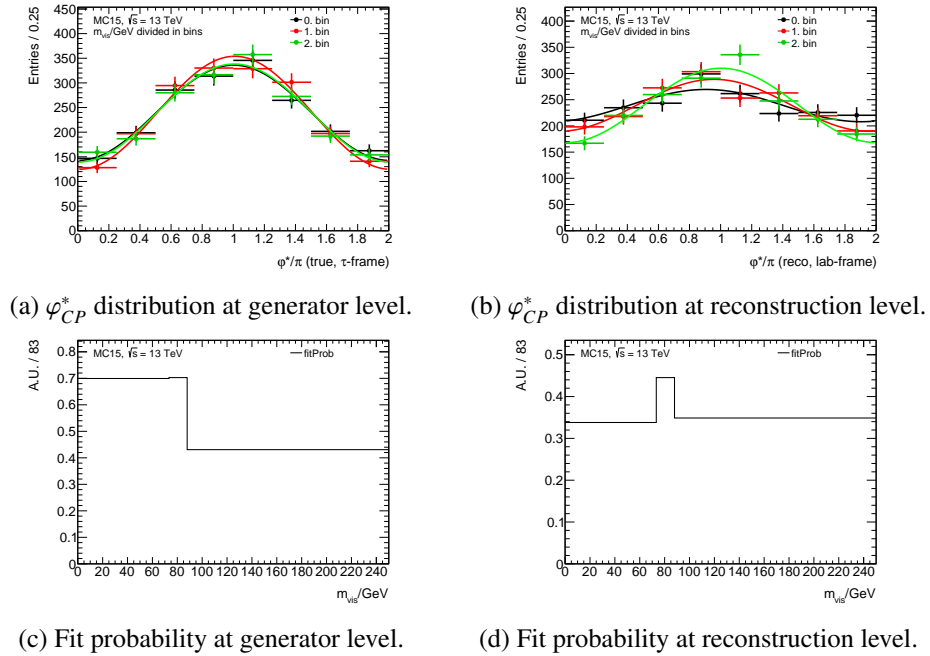 Entries / 0.25
MC15, √s = 13 TeV
m_vis/GeV divided in bins
0. bin
1. bin
2. bin
450
400
350
300
250
200
150
100
50
0
0 0.2 0.4 0.6 0.8 1 1.2 1.4 1.6 1.8 2
φ*/π (true, τ-frame)
Entries / 0.25
MC15, √s = 13 TeV
m_vis/GeV divided in bins
0. bin
1. bin
2. bin
400
350
300
250
200
150
100
50
0
0 0.2 0.4 0.6 0.8 1 1.2 1.4 1.6 1.8 2
φ*/π (reco, lab-frame)
(a) φ*_CP distribution at generator level.
(b) φ*_CP distribution at reconstruction level.
A.U. / 83
MC15, √s = 13 TeV
fitProb
0.8
0.7
0.6
0.5
0.4
0.3
0.2
0.1
0
0 20 40 60 80 100 120 140 160 180 200 220 240
m_vis/GeV
A.U. / 83
MC15, √s = 13 TeV
fitProb
0.5
0.4
0.3
0.2
0.1
0
0 20 40 60 80 100 120 140 160 180 200 220 240
m_vis/GeV
(c) Fit probability at generator level.
(d) Fit probability at reconstruction level.